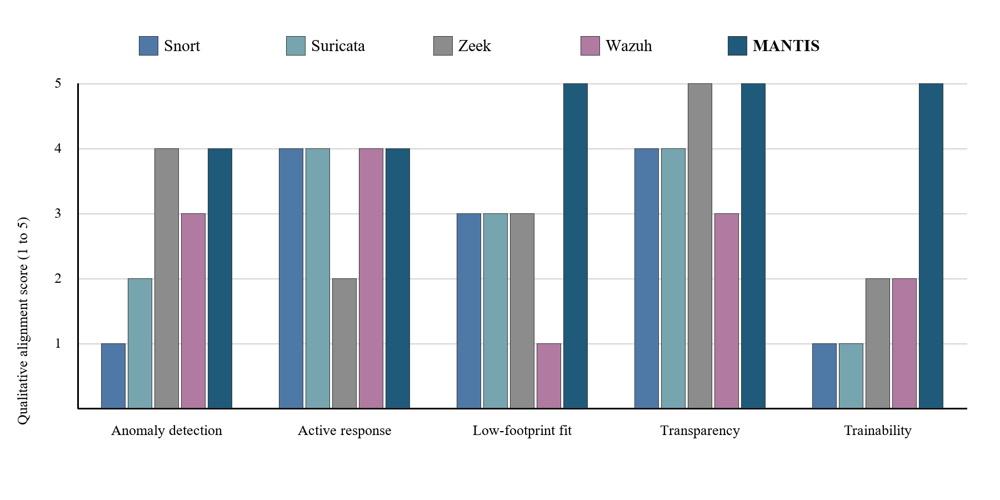 Snort
Suricata
Zeek
Wazuh
MANTIS
5
4
3
2
1
Qualitative alignment score (1 to 5)
Anomaly detection
Active response
Low-footprint fit
Transparency
Trainability